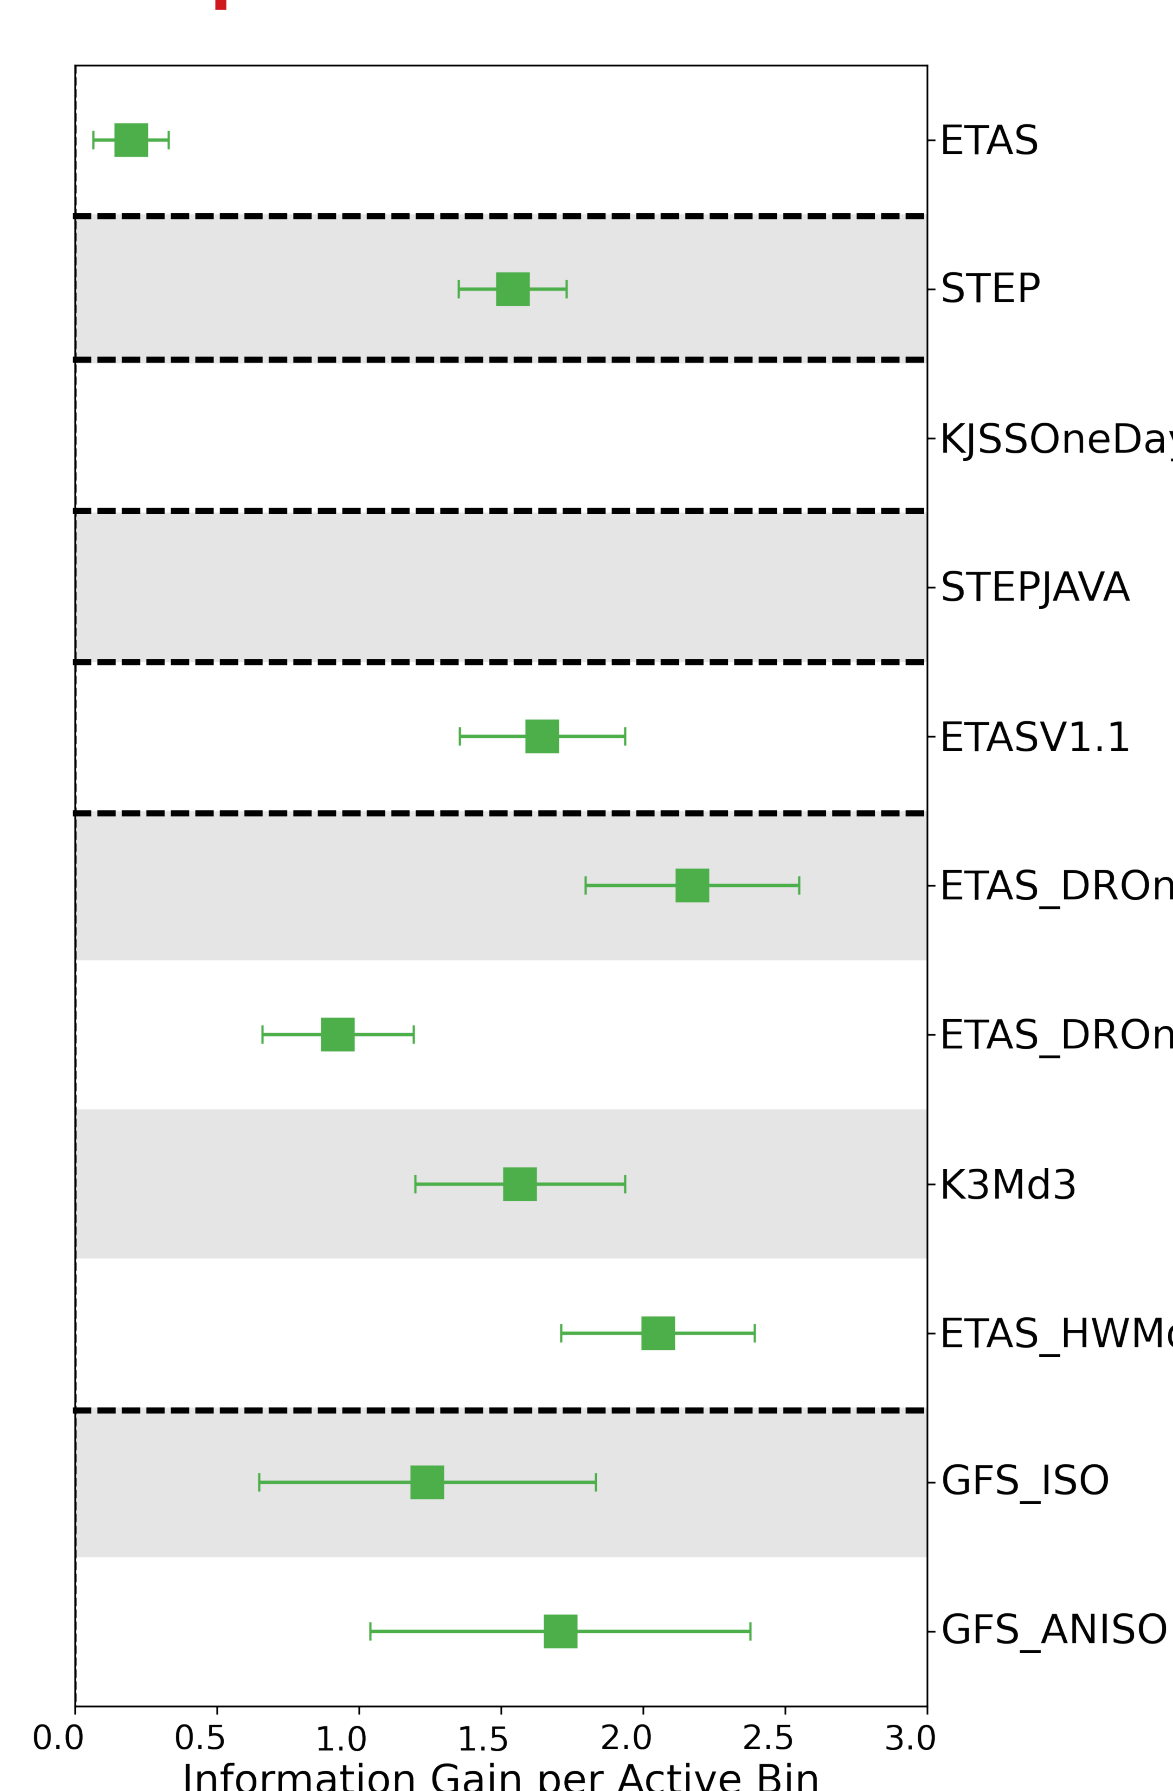 ETAS
STEP
KJSSOneDay
STEPJAVA
ETASV1.1
ETAS_DROn
ETAS_DROn
K3Md3
ETAS_HWMd
GFS_ISO
GFS_ANISO
0.0 0.5 1.0 1.5 2.0 2.5 3.0
Information Gain per Active Bin